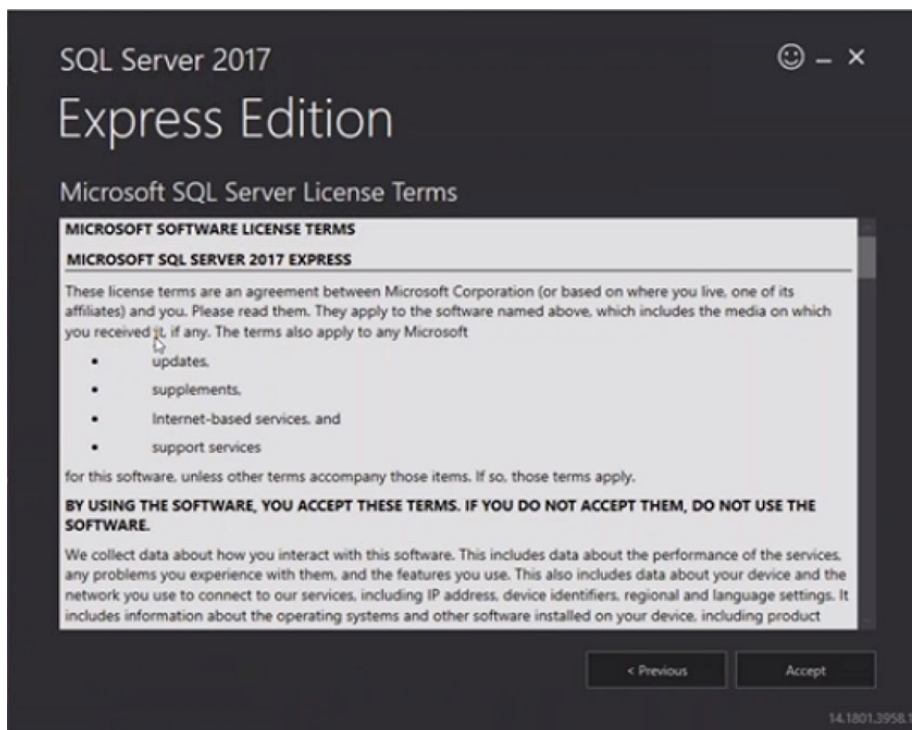 SQL Server 2017
Express Edition
Microsoft SQL Server License Terms
MICROSOFT SOFTWARE LICENSE TERMS
MICROSOFT SQL SERVER 2017 EXPRESS
These license terms are an agreement between Microsoft Corporation (or based on where you live, one of its
affiliates) and you. Please read them. They apply to the software named above, which includes the media on which
you received it, if any. The terms also apply to any Microsoft
• updates,
• supplements,
• Internet-based services, and
• support services
for this software, unless other terms accompany those items. If so, those terms apply.
BY USING THE SOFTWARE, YOU ACCEPT THESE TERMS. IF YOU DO NOT ACCEPT THEM, DO NOT USE THE
SOFTWARE.
We collect data about how you interact with this software. This includes data about the performance of the services,
any problems you experience with them, and the features you use. This also includes data about your device and the
network you use to connect to our services, including IP address, device identifiers, regional and language settings. It
includes information about the operating systems and other software installed on your device, including product
< Previous
Accept
14.1801.3958.1